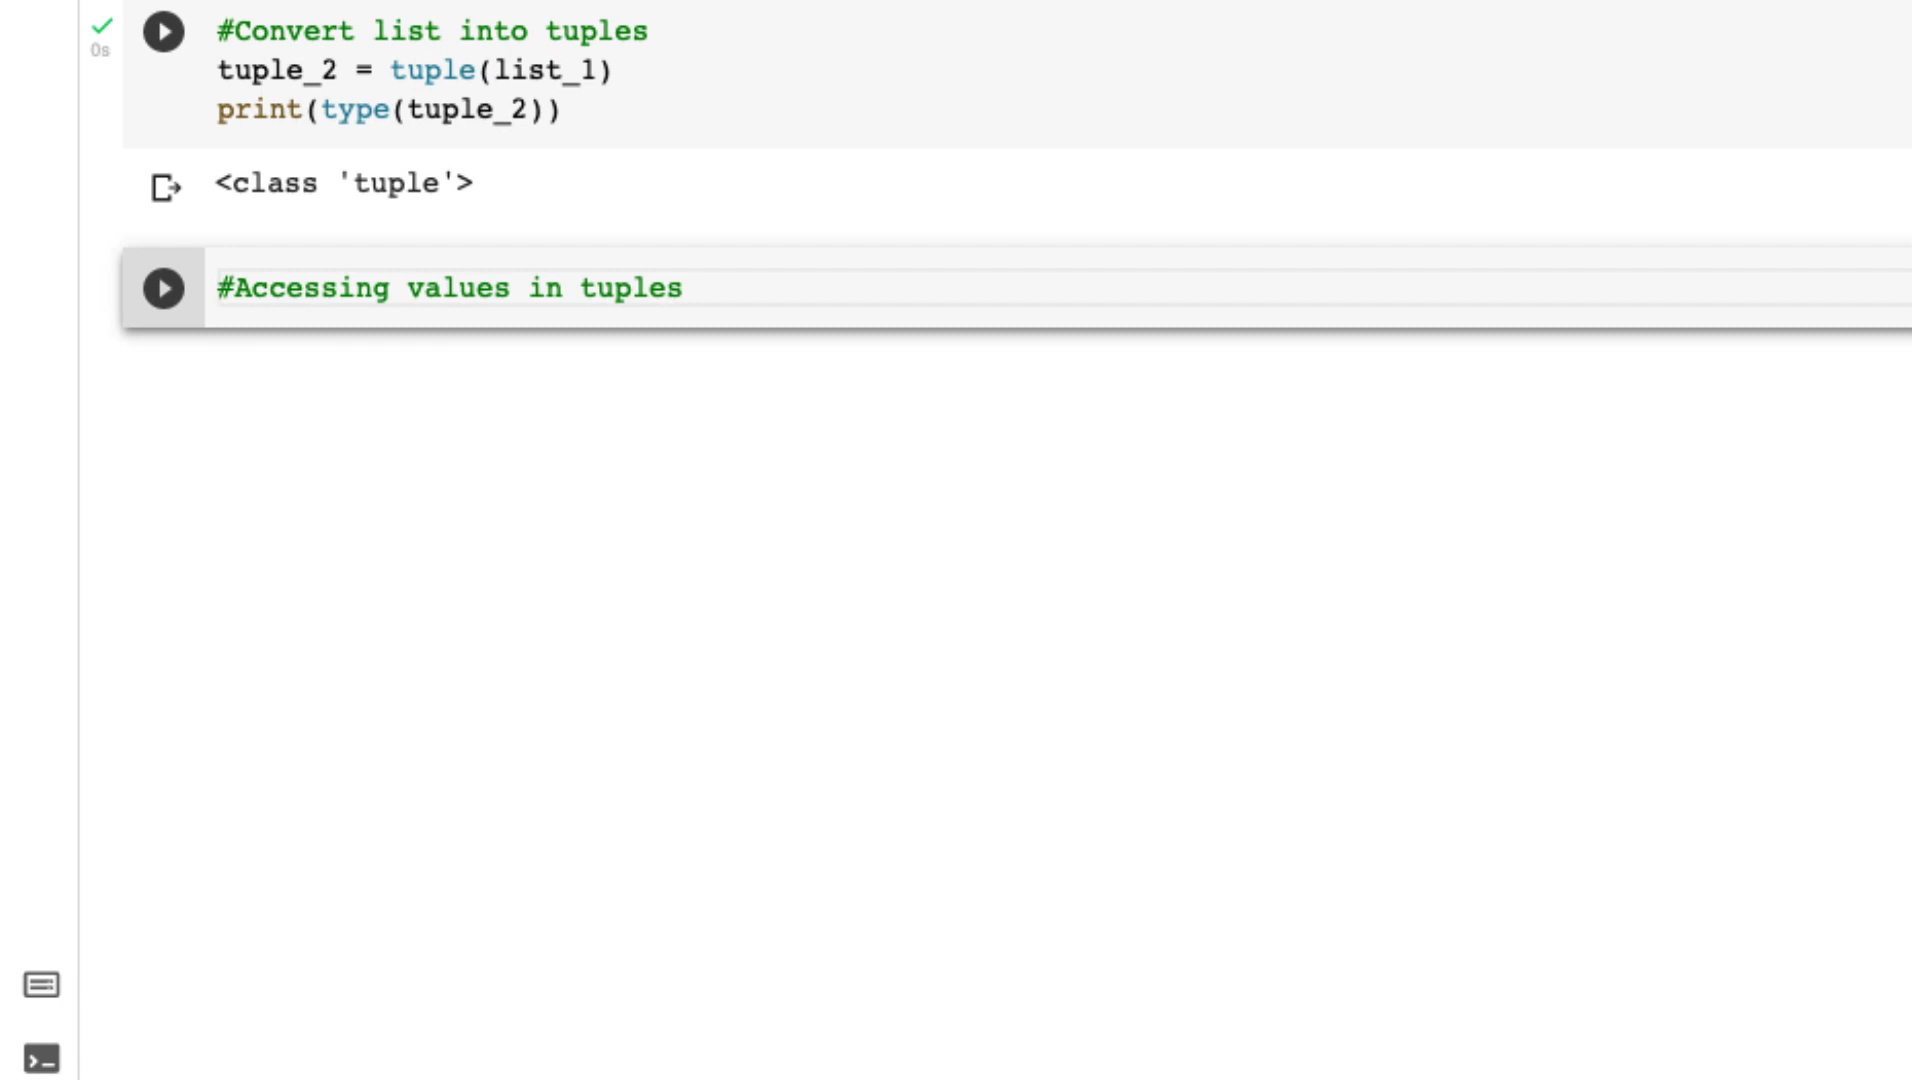 #Convert list into tuples
0s
tuple_2 = tuple(list_1)
print(type(tuple_2))
<class 'tuple'>
#Accessing values in tuples